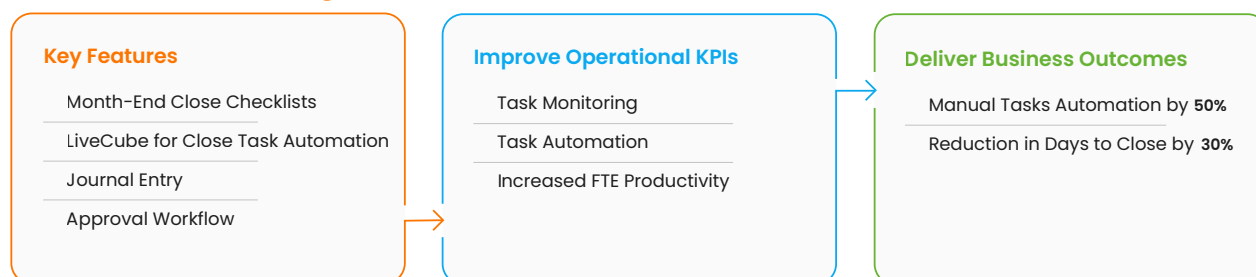 Key Features
Month-End Close Checklists
LiveCube for Close Task Automation
Journal Entry
Approval Workflow
Improve Operational KPIs
Task Monitoring
Task Automation
Increased FTE Productivity
Deliver Business Outcomes
Manual Tasks Automation by 50%
Reduction in Days to Close by 30%